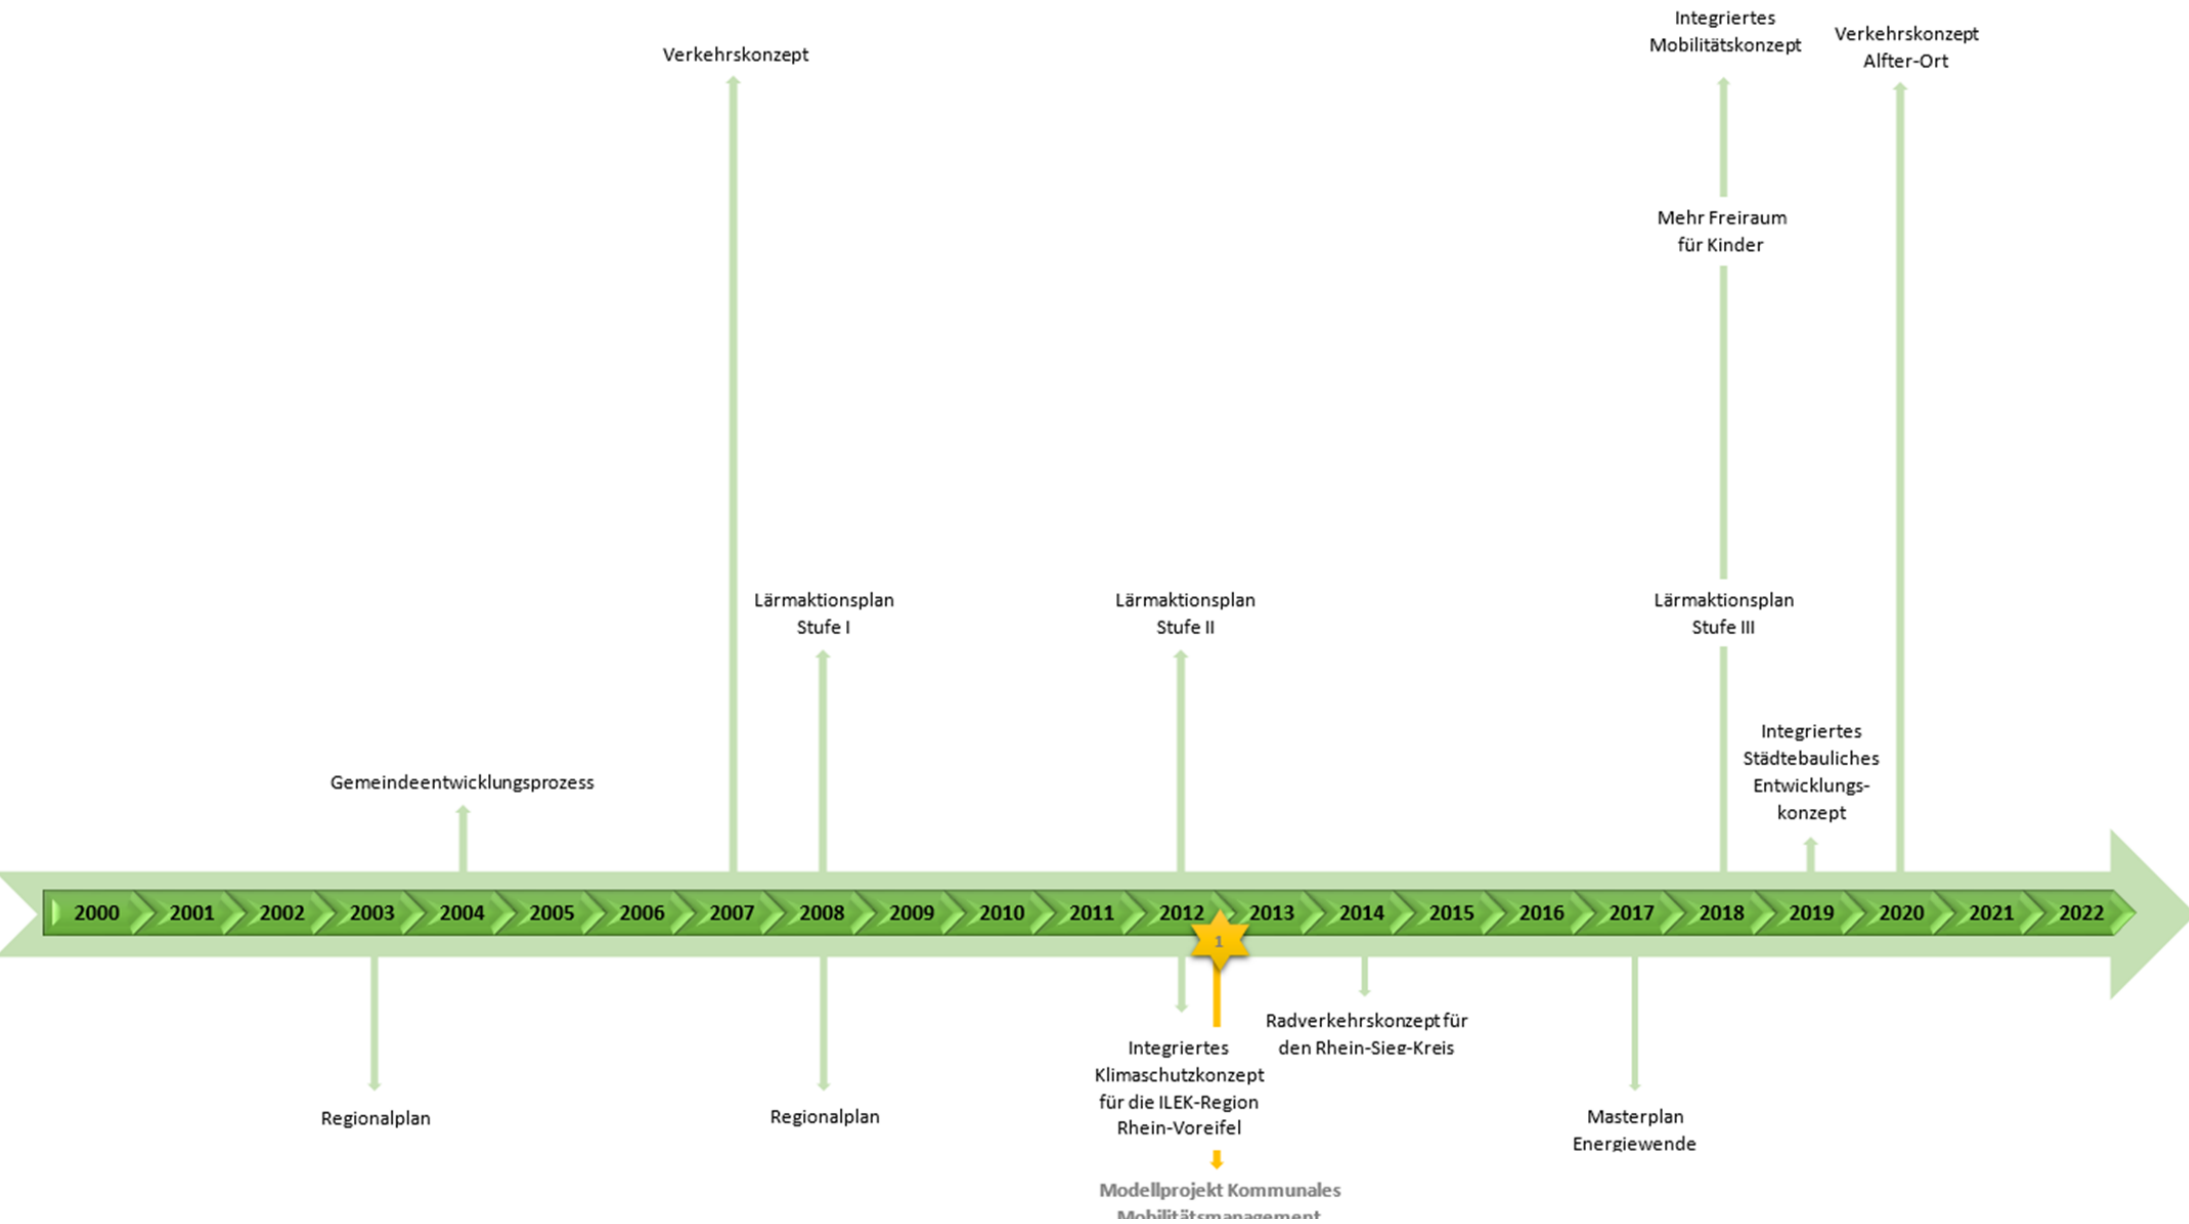 Integriertes
Mobilitätskonzept
Verkehrskonzept
Alfter-Ort
Verkehrskonzept
Mehr Freiraum
für Kinder
Lärmaktionsplan
Stufe I
Lärmaktionsplan
Stufe II
Lärmaktionsplan
Stufe III
Integriertes
Städtebauliches
Entwicklungs-
konzept
Gemeindeentwicklungsprozess
2000 2001 2002 2003 2004 2005 2006 2007 2008 2009 2010 2011 2012 2013 2014 2015 2016 2017 2018 2019 2020 2021 2022
1
Radverkehrskonzept für
den Rhein-Sieg-Kreis
Integriertes
Klimaschutzkonzept
für die ILEK-Region
Rhein-Voreifel
Regionalplan
Regionalplan
Masterplan
Energiewende
Modellprojekt Kommunales
Mobilitätsmanagement